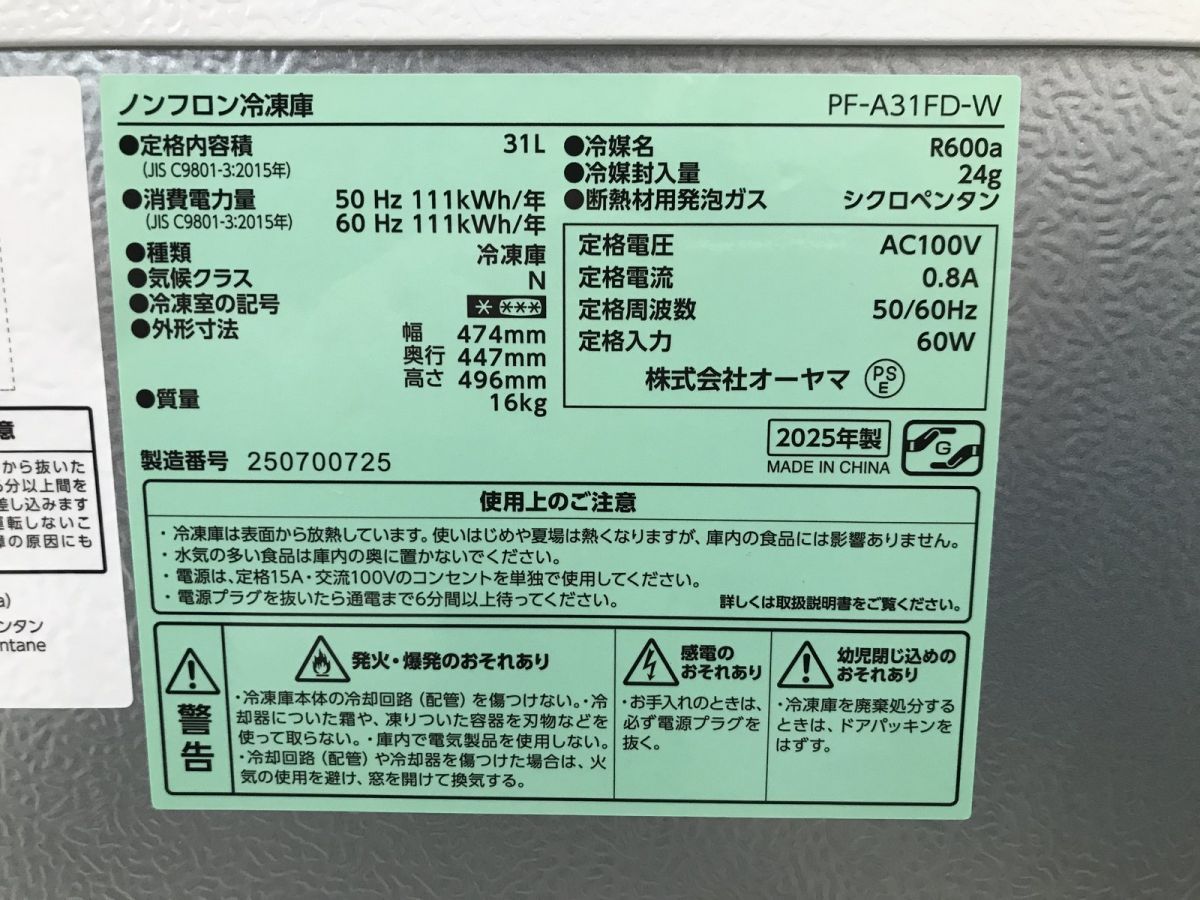 ノンフロン冷凍庫 PF-A31FD-W
●定格内容積 31L
(JIS C9801-3:2015年)
●消費電力量 50 Hz 111kWh/年
(JIS C9801-3:2015年) 60 Hz 111kWh/年
●種類 冷凍庫
●気候クラス N
●冷凍室の記号
●外形寸法 幅 474mm
奥行 447mm
高さ 496mm
●質量 16kg
製造番号 250700725
●冷媒名 R600a
●冷媒封入量 24g
●断熱材用発泡ガス シクロペンタン
定格電圧 AC100V
定格電流 0.8A
定格周波数 50/60Hz
定格入力 60W
株式会社オーヤマ PSE
2025年製
MADE IN CHINA
G
使用上のご注意
・冷凍庫は表面から放熱しています。使いはじめや夏場は熱くなりますが、庫内の食品には影響ありません。
・水気の多い食品は庫内の奥に置かないでください。
・電源は、定格15A・交流100Vのコンセントを単独で使用してください。
・電源プラグを抜いたら通電まで6分間以上待ってください。 詳しくは取扱説明書をご覧ください。
警告
発火・爆発のおそれあり
・冷凍庫本体の冷却回路（配管）を傷つけない。・冷
却器についた霜や、凍りついた容器を刃物などを
使って取らない。・庫内で電気製品を使用しない。
・冷却回路（配管）や冷却器を傷つけた場合は、火
気の使用を避け、窓を開けて換気する。
感電の
おそれあり
・お手入れのときは、
必ず電源プラグを
抜く。
幼児閉じ込めの
おそれあり
・冷凍庫を廃棄処分する
ときは、ドアパッキンを
はずす。
意
から抜いた
分以上間を
差し込みます
運転しないこ
の原因にも
a)
ンタン
ntane